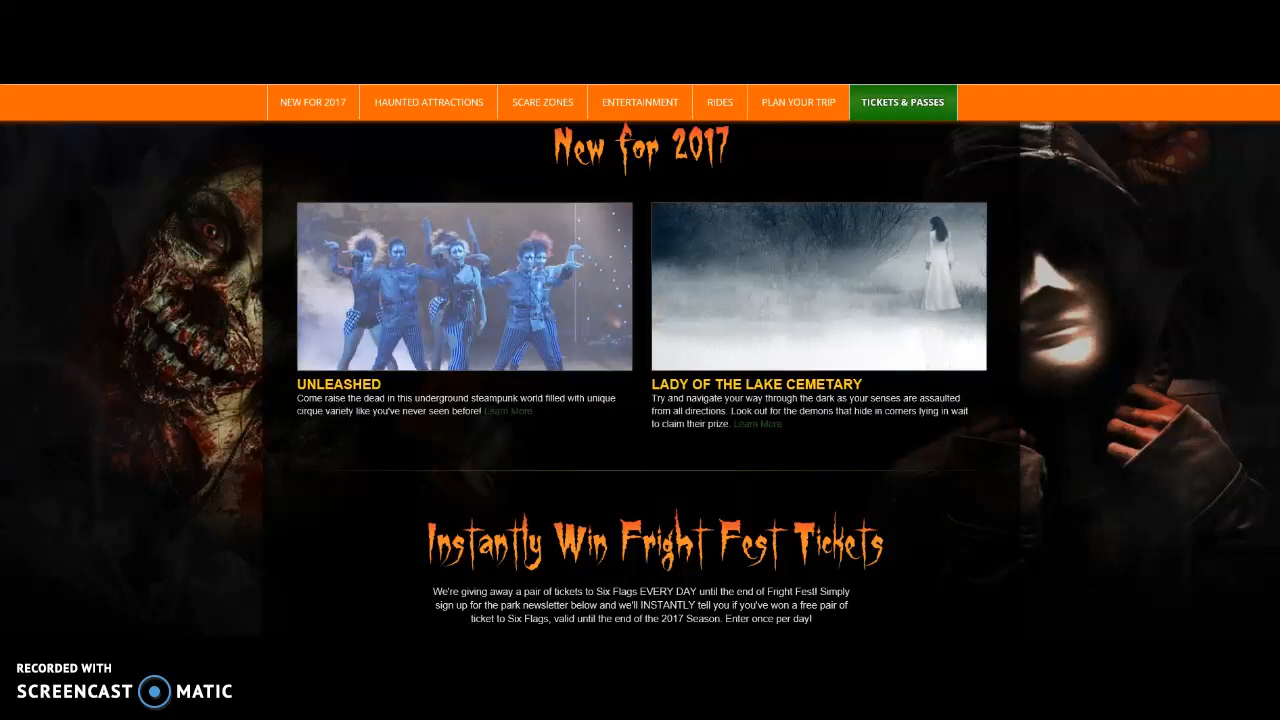 NEW FOR 2017 HAUNTED ATTRACTIONS SCARE ZONES ENTERTAINMENT RIDES PLAN YOUR TRIP TICKETS & PASSES
New for 2017
UNLEASHED
Come raise the dead in this underground steampunk world filled with unique
cirque variety like you've never seen before! Learn More
LADY OF THE LAKE CEMETARY
Try and navigate your way through the dark as your senses are assaulted
from all directions. Look out for the demons that hide in corners lying in wait
to claim their prize. Learn More
Instantly Win Fright Fest Tickets
We're giving away a pair of tickets to Six Flags EVERY DAY until the end of Fright Fest! Simply
sign up for the park newsletter below and we'll INSTANTLY tell you if you've won a free pair of
ticket to Six Flags, valid until the end of the 2017 Season. Enter once per day!
RECORDED WITH
SCREENCAST MATIC